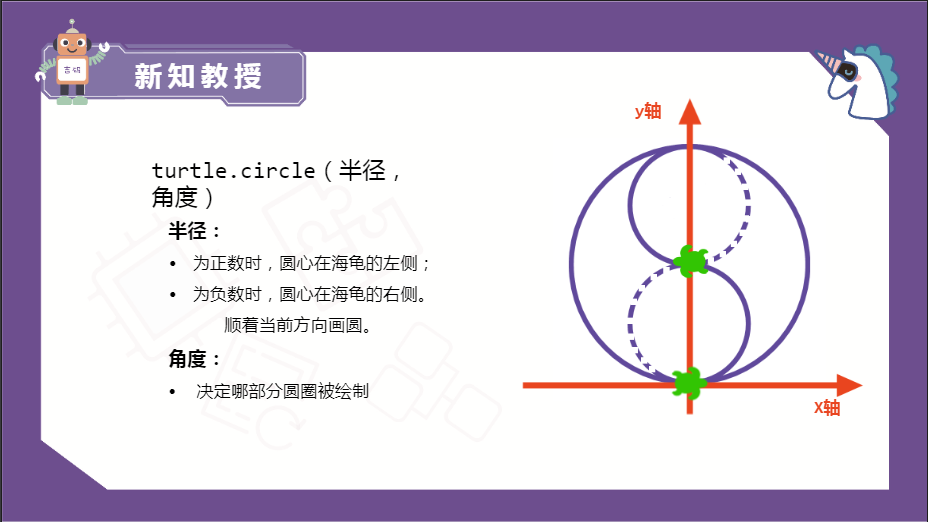 新知教授
turtle.circle（半径，
角度）
半径：
• 为正数时，圆心在海龟的左侧；
• 为负数时，圆心在海龟的右侧。
顺着当前方向画圆。
角度：
• 决定哪部分圆圈被绘制
y轴
X轴